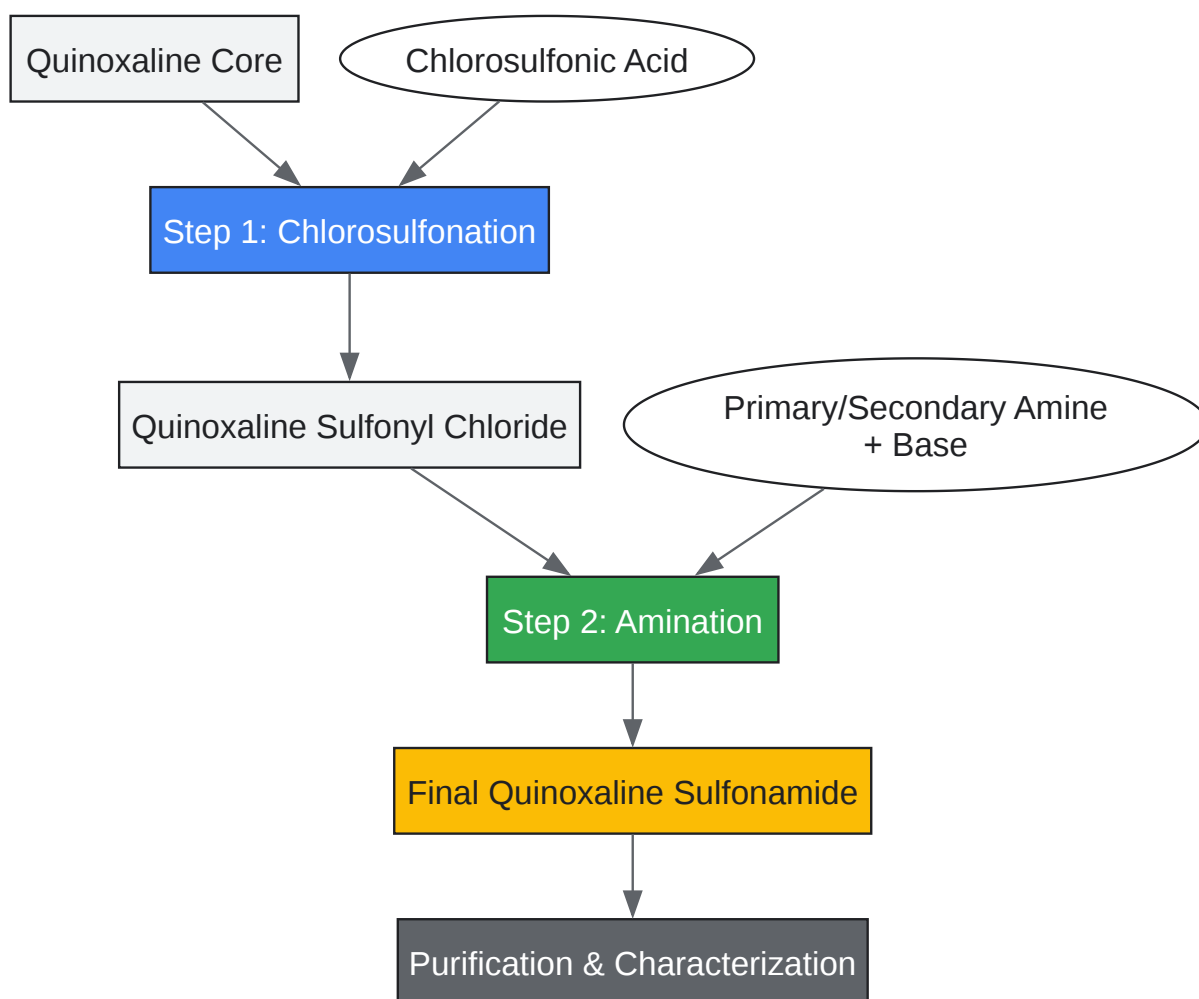 Quinoxaline Core
Chlorosulfonic Acid
Step 1: Chlorosulfonation
Quinoxaline Sulfonyl Chloride
Primary/Secondary Amine
+ Base
Step 2: Amination
Final Quinoxaline Sulfonamide
Purification & Characterization